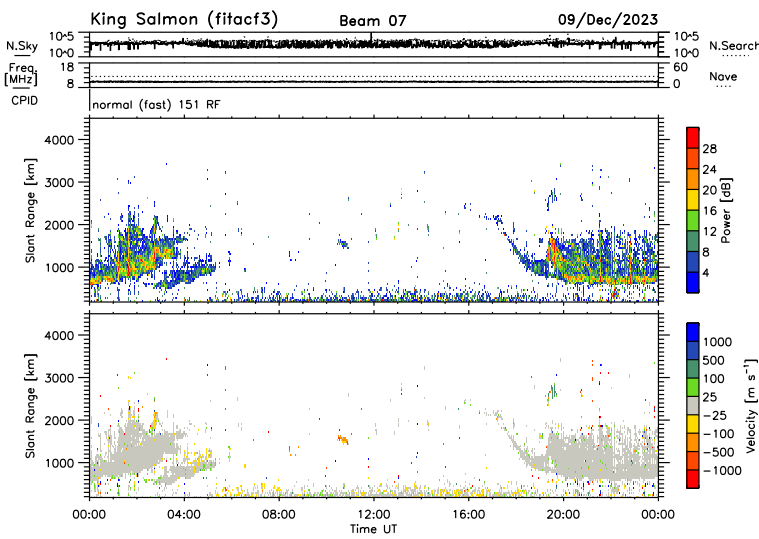 King Salmon (fitacf3) Beam 07 09/Dec/2023
N.Sky 10^5 10^0 10^5 10^0 N.Search
Freq. [MHz] 18 8 60 0 Nave
CPID normal (fast) 151 RF
Slant Range [km] 4000 3000 2000 1000
Power [dB] 28 24 20 16 12 8 4
Slant Range [km] 4000 3000 2000 1000
Velocity [m s⁻¹] 1000 500 100 25 −25 −100 −500 −1000
00:00 04:00 08:00 12:00 16:00 20:00 00:00
Time UT